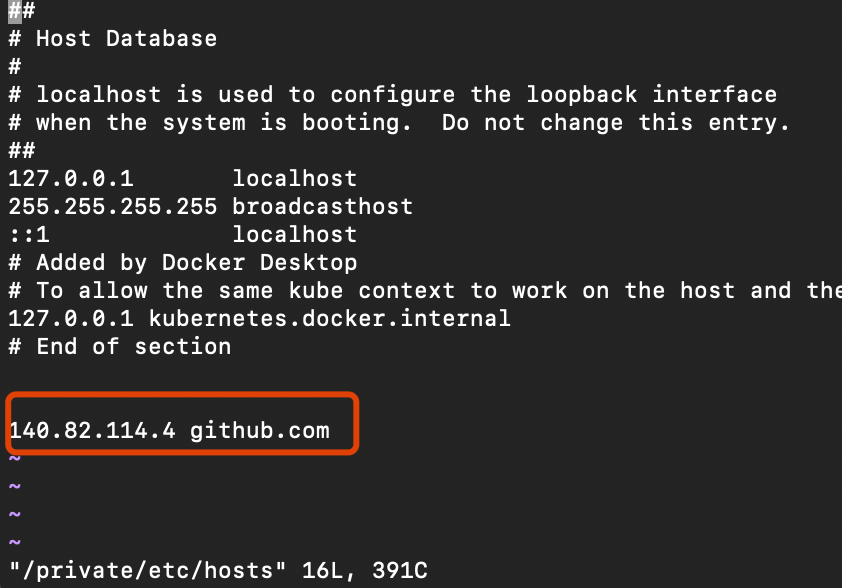 ##
# Host Database
#
# localhost is used to configure the loopback interface
# when the system is booting.  Do not change this entry.
##
127.0.0.1       localhost
255.255.255.255 broadcasthost
::1             localhost
# Added by Docker Desktop
# To allow the same kube context to work on the host and the
127.0.0.1 kubernetes.docker.internal
# End of section
140.82.114.4 github.com
~
~
~
~
"/private/etc/hosts" 16L, 391C